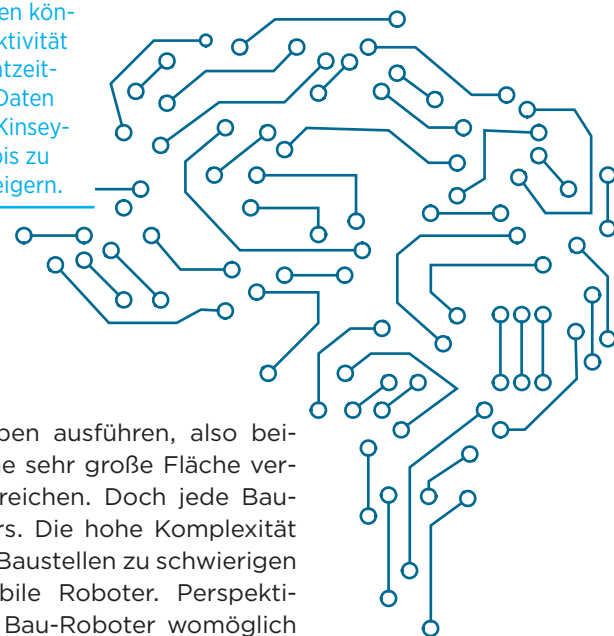 en kön-
ktivität
tzeit-
Daten
Kinsey-
bis zu
eigern.
ben ausführen, also bei-
ne sehr große Fläche ver-
reichen. Doch jede Bau-
rs. Die hohe Komplexität
Baustellen zu schwierigen
bile Roboter. Perspekti-
Bau-Roboter womöglich